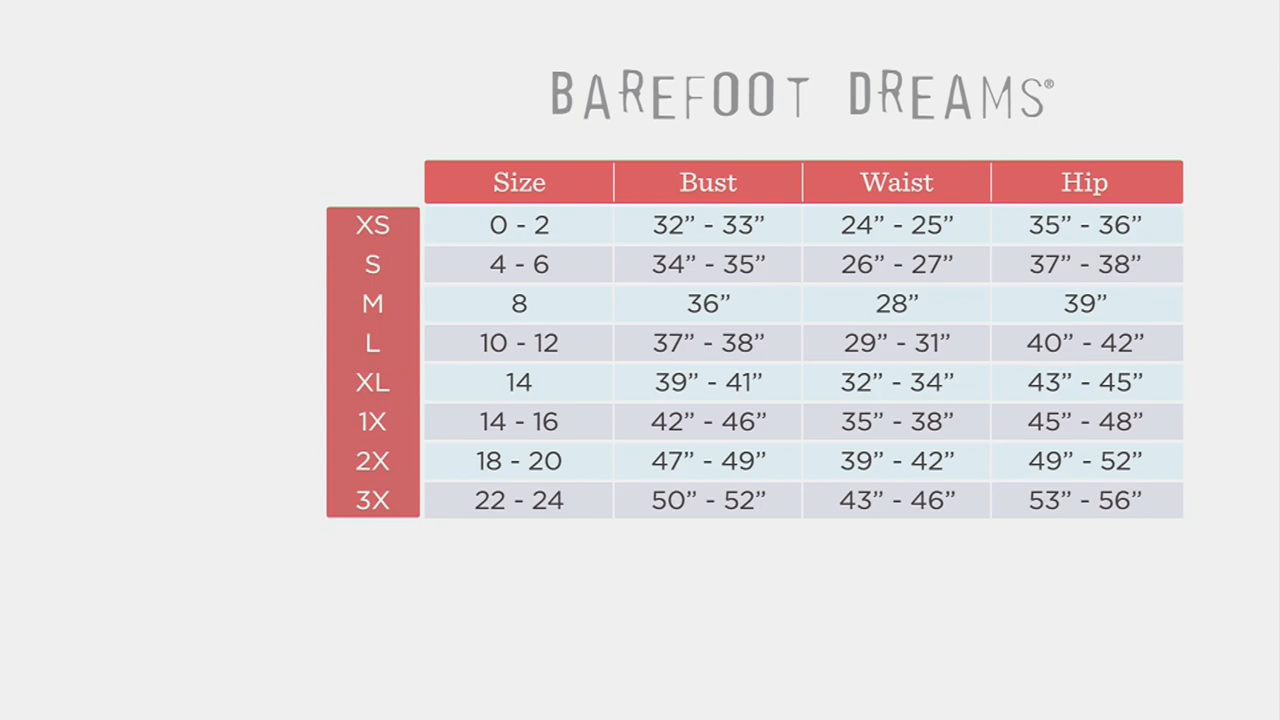 BAREFOOT DREAMS®
Size Bust Waist Hip
XS 0 - 2 32” - 33” 24” - 25” 35” - 36”
S 4 - 6 34” - 35” 26” - 27” 37” - 38”
M 8 36” 28” 39”
L 10 - 12 37” - 38” 29” - 31” 40” - 42”
XL 14 39” - 41” 32” - 34” 43” - 45”
1X 14 - 16 42” - 46” 35” - 38” 45” - 48”
2X 18 - 20 47” - 49” 39” - 42” 49” - 52”
3X 22 - 24 50” - 52” 43” - 46” 53” - 56”